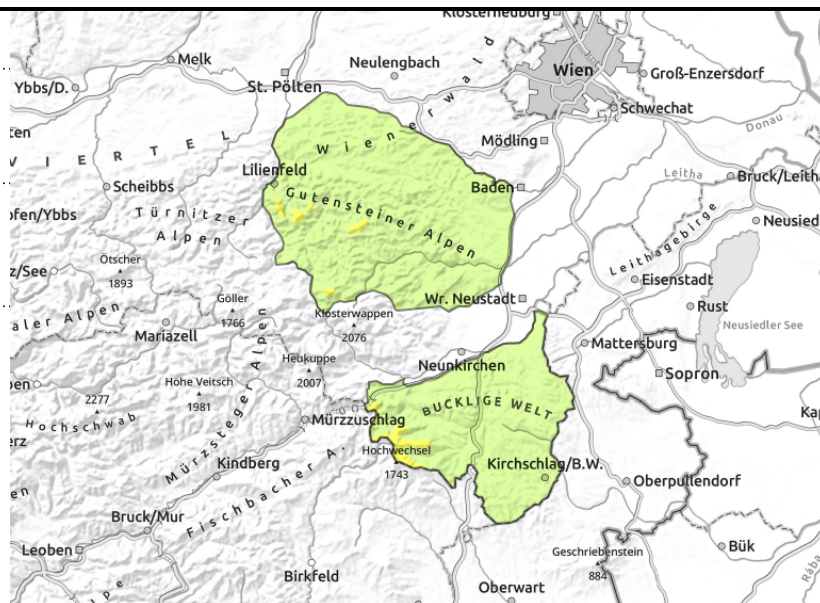 Klosterneuburg
Melk
Neulengbach
Wien
Groß-Enzersdorf
Ybbs/D.
St. Pölten
Schwechat
Donau
Wienerwald
Mödling
VIERTEL
Lilienfeld
Scheibbs
Baden
Leitha
Bruck/Leitha
Gutensteiner Alpen
Türnitzer
Alpen
Leithagebirge
Ötscher
1893
Eisenstadt
Göller
1766
Wr. Neustadt
Rust
Klosterwappen
2076
Neusiedler See
Mariazell
Mattersburg
Heukuppe
2007
Neunkirchen
Sopron
Hohe Veitsch
1981
2277
Hochschwab
BUCKLIGE WELT
Mürzzuschlag
Mürzsteger Alpen
Hochwechsel
1743
Kindberg
Kirchschlag/B.W.
Oberpullendorf
Fischbacher A.
Bruck/Mur
Leoben
Geschriebenstein
884
Bük
Birkfeld
Oberwart
Rába